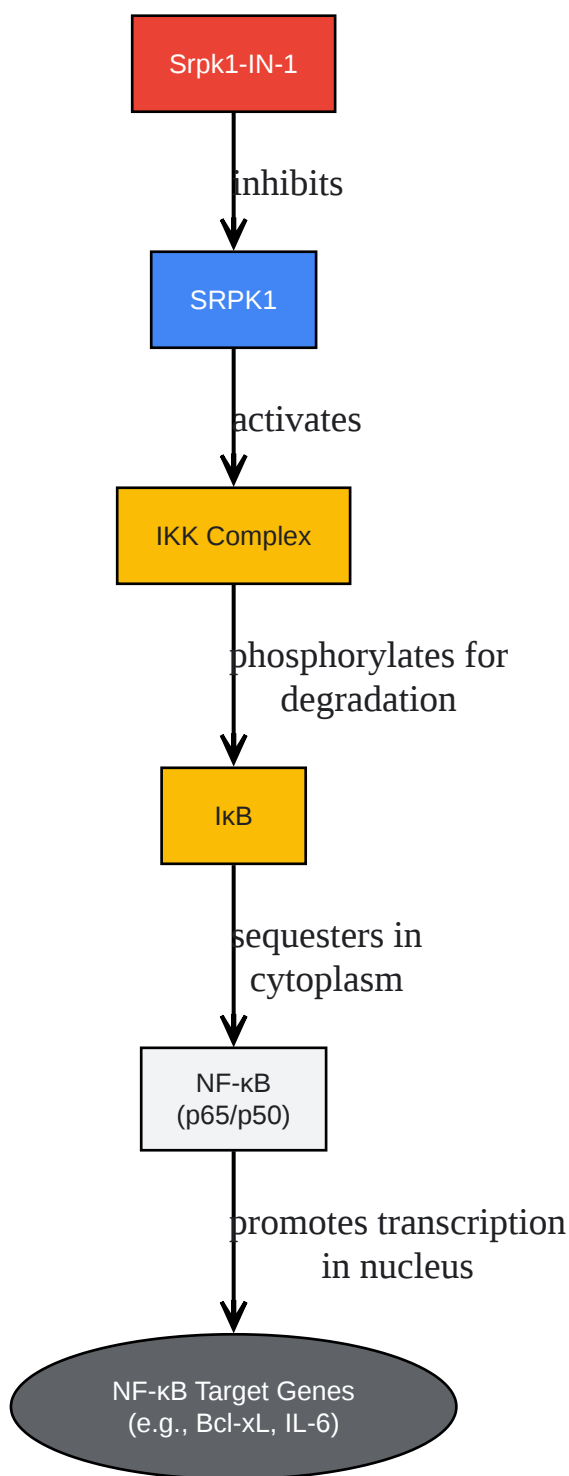 Srpk1-IN-1
inhibits
SRPK1
activates
IKK Complex
phosphorylates for
degradation
IκB
sequesters in
cytoplasm
NF-κB
(p65/p50)
promotes transcription
in nucleus
NF-κB Target Genes
(e.g., Bcl-xL, IL-6)